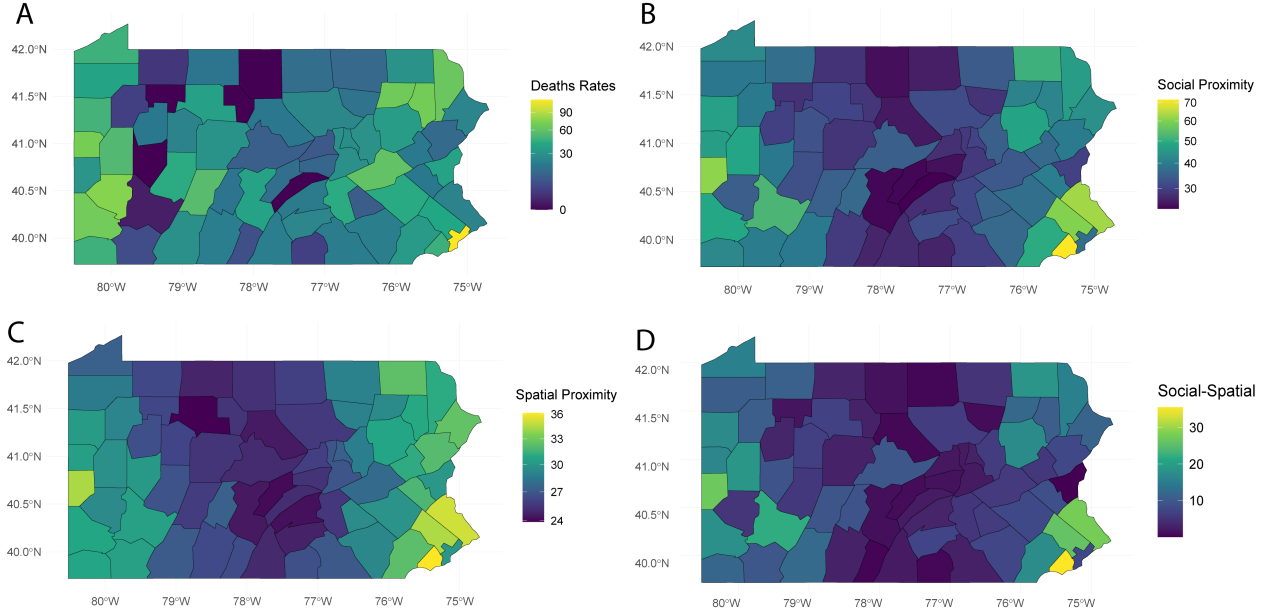 A
42.0°N
41.5°N
41.0°N
40.5°N
40.0°N
80°W
79°W
78°W
77°W
76°W
75°W
Deaths Rates
90
60
30
0
B
42.0°N
41.5°N
41.0°N
40.5°N
40.0°N
80°W
79°W
78°W
77°W
76°W
75°W
Social Proximity
70
60
50
40
30
C
42.0°N
41.5°N
41.0°N
40.5°N
40.0°N
80°W
79°W
78°W
77°W
76°W
75°W
Spatial Proximity
36
33
30
27
24
D
42.0°N
41.5°N
41.0°N
40.5°N
40.0°N
80°W
79°W
78°W
77°W
76°W
75°W
Social-Spatial
30
20
10